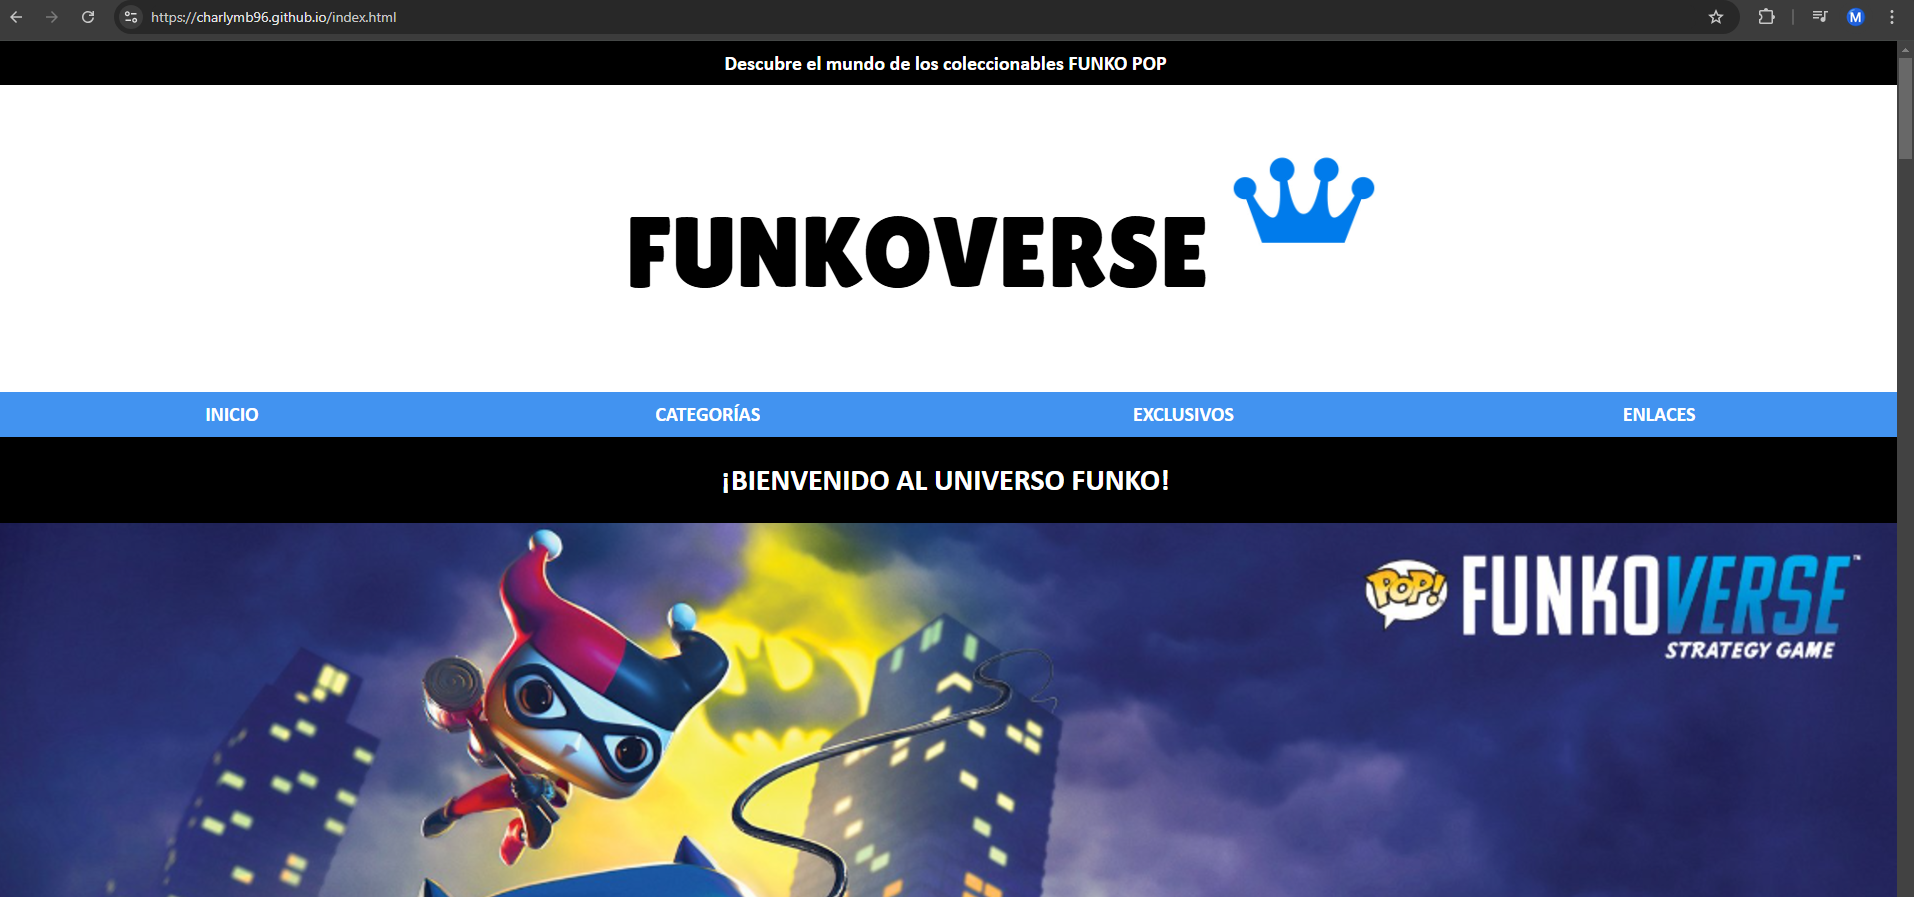 https://charlymb96.github.io/index.html
M
Descubre el mundo de los coleccionables FUNKO POP
FUNKOVERSE
INICIO
CATEGORÍAS
EXCLUSIVOS
ENLACES
¡BIENVENIDO AL UNIVERSO FUNKO!
POP! FUNKOVERSE™
STRATEGY GAME